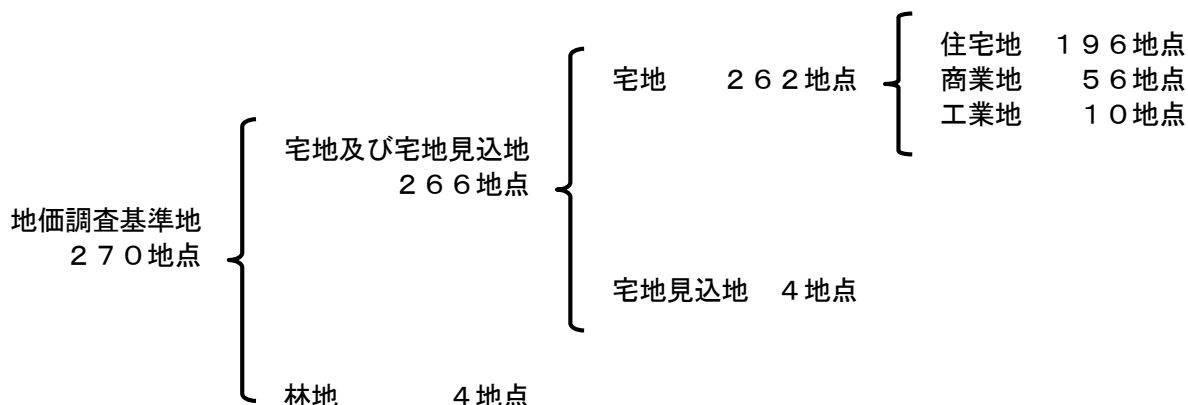 地価調査基準地
２７０地点
宅地及び宅地見込地
２６６地点
宅地　　２６２地点
住宅地　１９６地点
商業地　　５６地点
工業地　　１０地点
宅地見込地　４地点
林地　　　　４地点